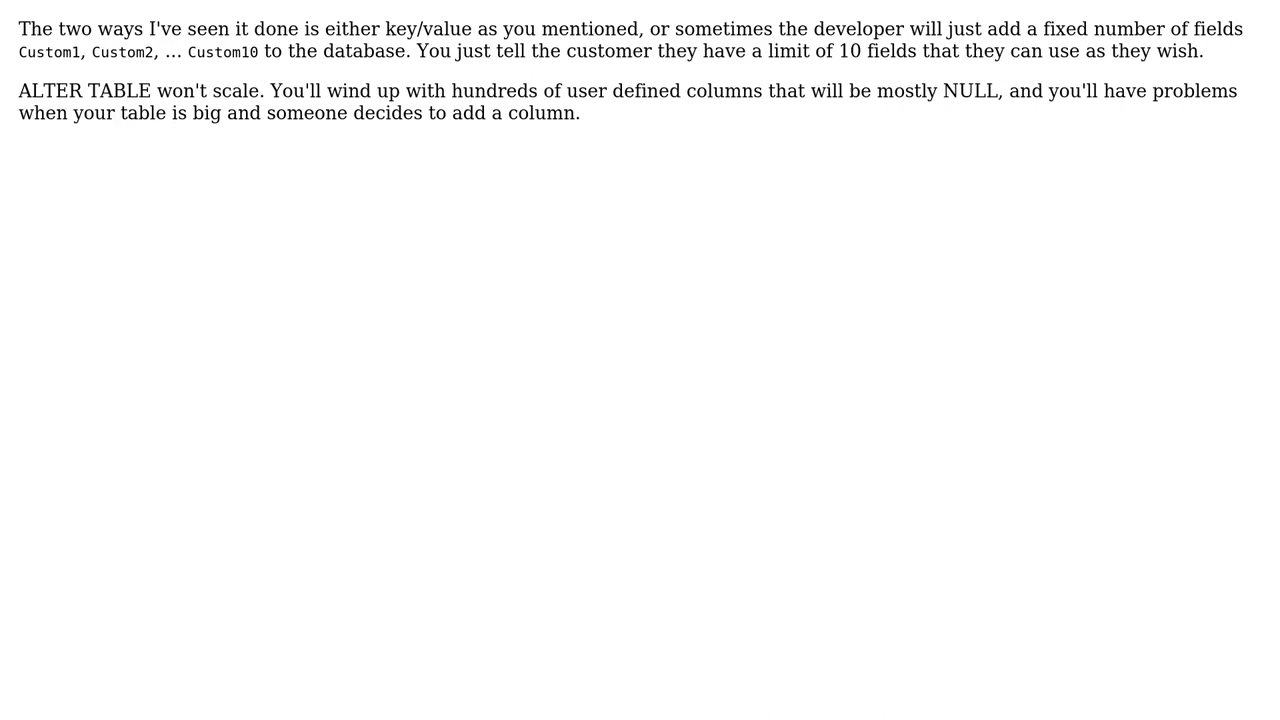 The two ways I've seen it done is either key/value as you mentioned, or sometimes the developer will just add a fixed number of fields
Custom1, Custom2, ... Custom10 to the database. You just tell the customer they have a limit of 10 fields that they can use as they wish.
ALTER TABLE won't scale. You'll wind up with hundreds of user defined columns that will be mostly NULL, and you'll have problems
when your table is big and someone decides to add a column.